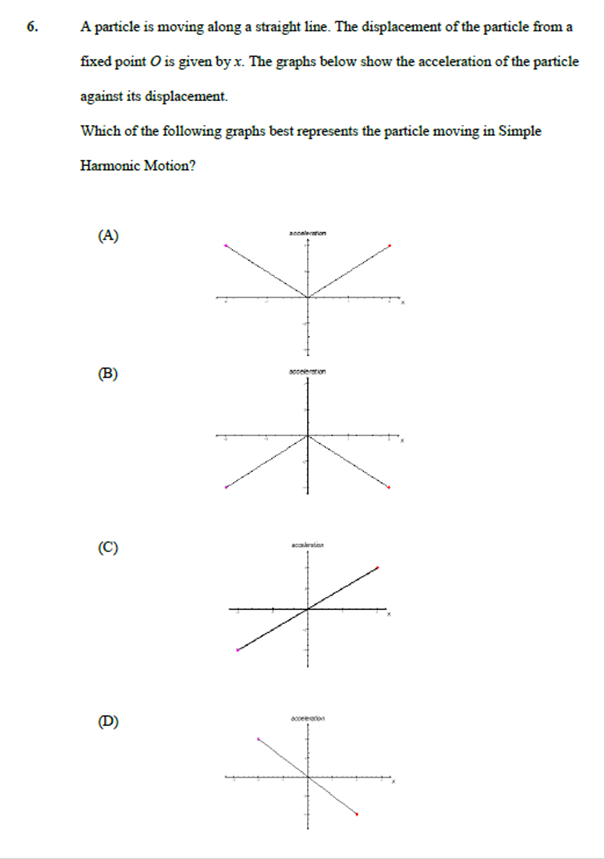 6. A particle is moving along a straight line. The displacement of the particle from a
fixed point O is given by x. The graphs below show the acceleration of the particle
against its displacement.
Which of the following graphs best represents the particle moving in Simple
Harmonic Motion?
(A)
acceleration
x
(B)
acceleration
x
(C)
acceleration
x
(D)
acceleration
x